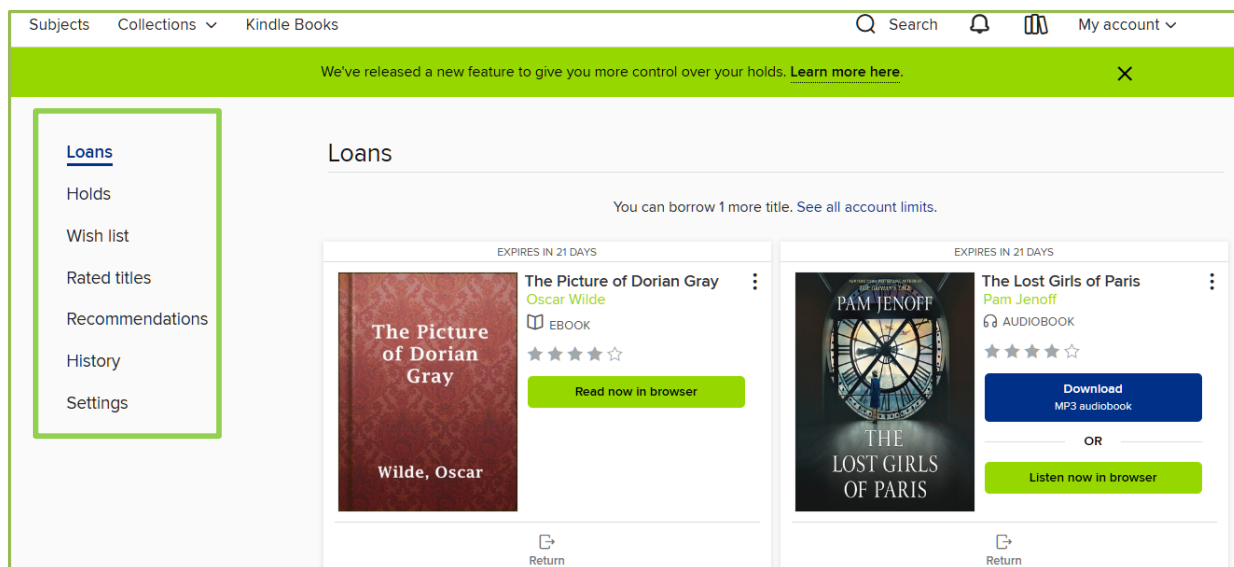 Subjects Collections Kindle Books Search My account
We've released a new feature to give you more control over your holds. Learn more here.
Loans
Holds
Wish list
Rated titles
Recommendations
History
Settings
Loans
You can borrow 1 more title. See all account limits.
EXPIRES IN 21 DAYS
The Picture
of Dorian
Gray
Wilde, Oscar
The Picture of Dorian Gray
Oscar Wilde
EBOOK
Read now in browser
Return
EXPIRES IN 21 DAYS
PAM JENOFF
THE
LOST GIRLS
OF PARIS
The Lost Girls of Paris
Pam Jenoff
AUDIOBOOK
Download
MP3 audiobook
OR
Listen now in browser
Return